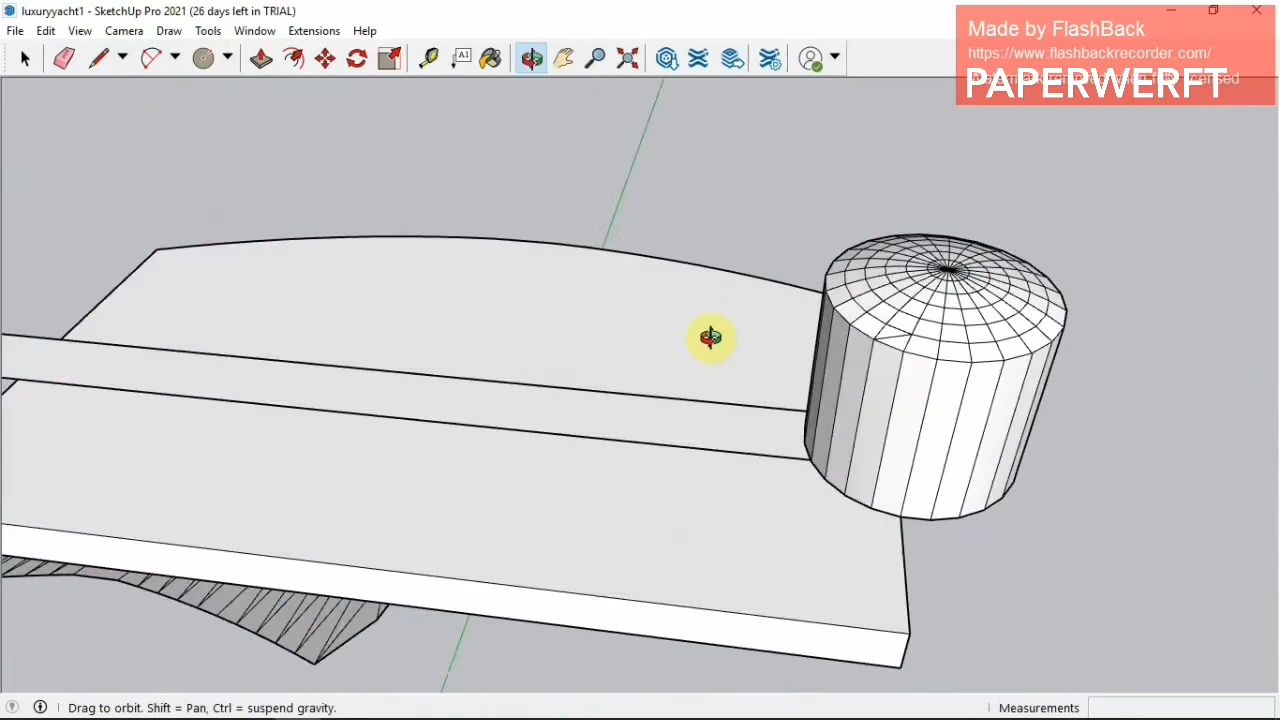 luxuryyacht1 - SketchUp Pro 2021 (26 days left in TRIAL)
File Edit View Camera Draw Tools Window Extensions Help
A1
Made by FlashBack
https://www.flashbackrecorder.com/
PAPERWERFT
Drag to orbit. Shift = Pan, Ctrl = suspend gravity.
Measurements